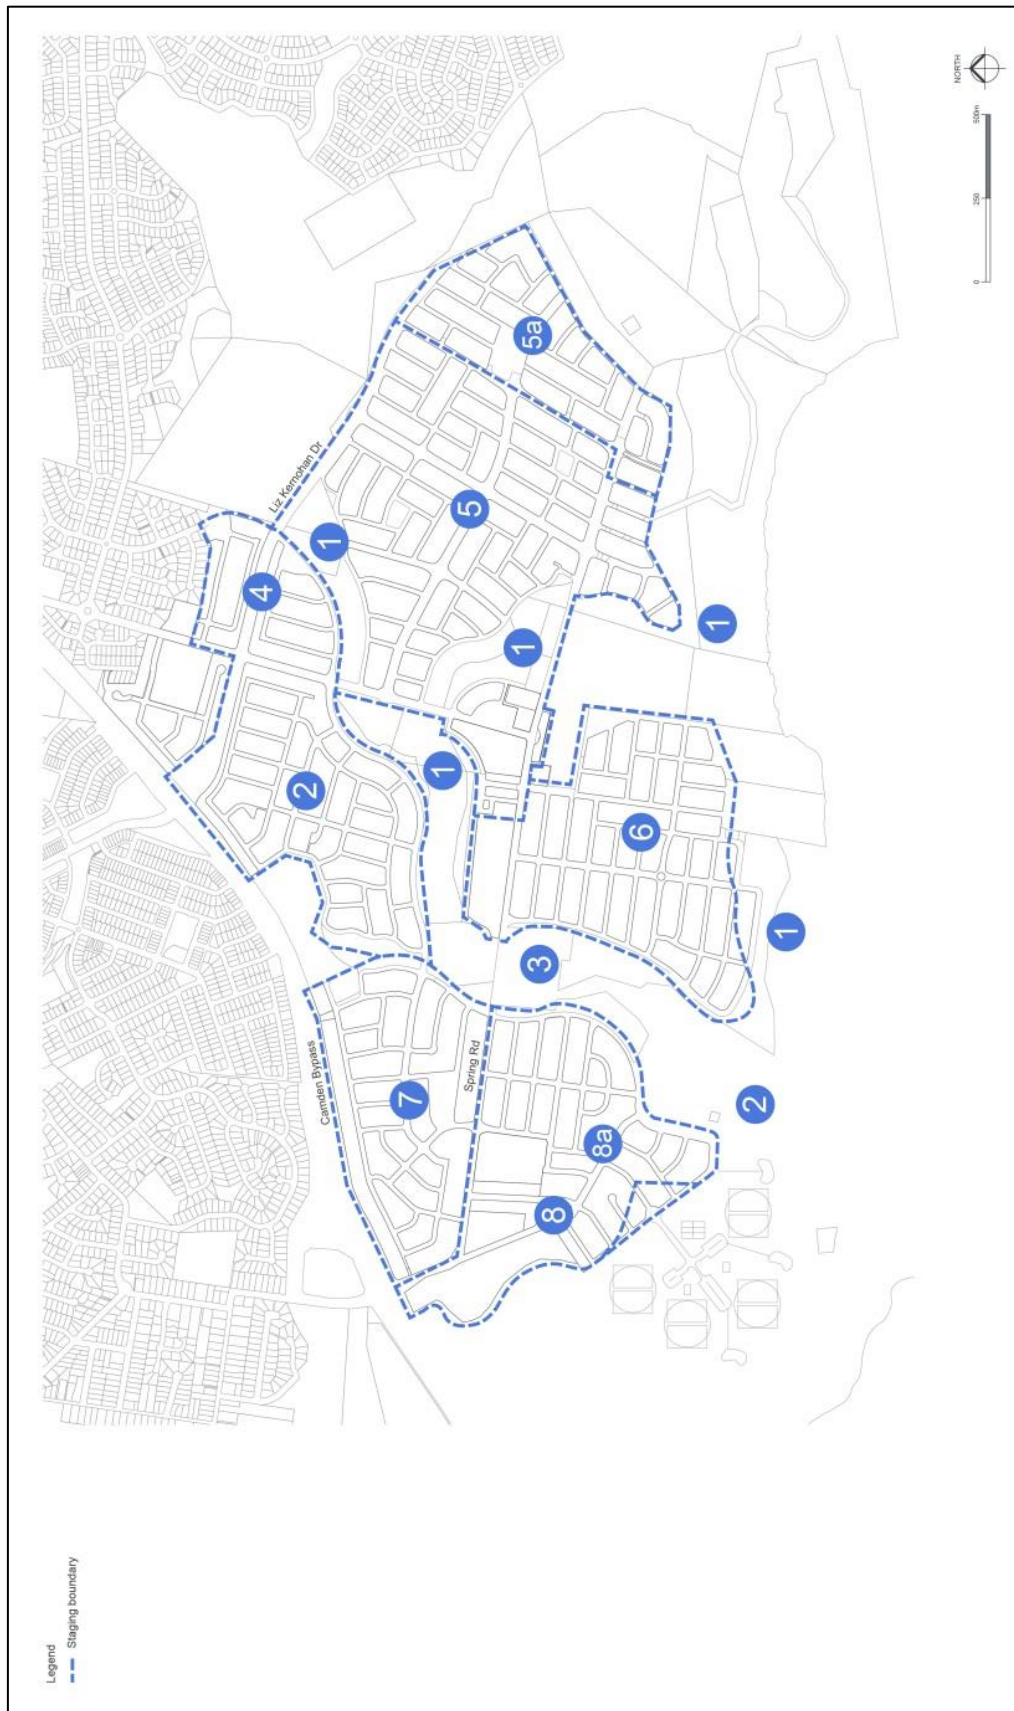 Legend
Staging boundary
Camden Bypass
Spring Rd
Liz Kernohan Dr
7
8
8a
2
3
1
6
2
4
1
1
5
1
1
5a
NORTH
0
250
500m